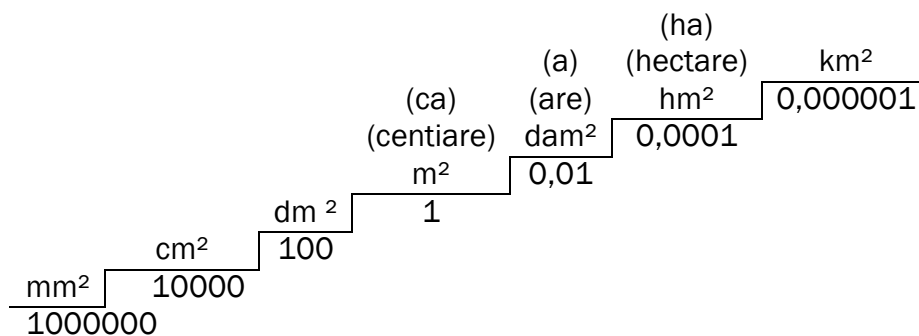 (ha)
(hectare)
hm²
0,0001
km²
0,000001
(a)
(are)
dam²
0,01
(ca)
(centiare)
m²
1
dm ²
100
cm²
10000
mm²
1000000